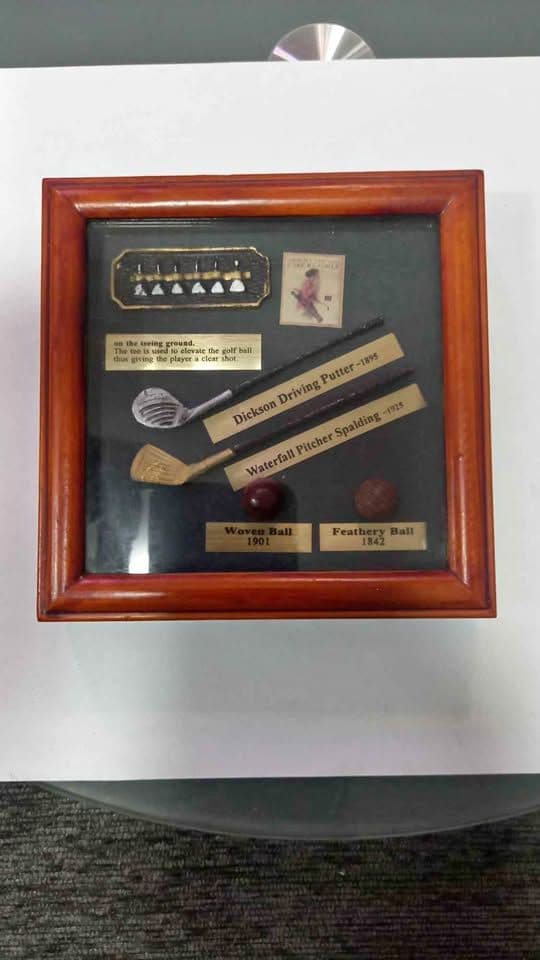 on the teeing ground.
The tee is used to elevate the golf ball
thus giving the player a clear shot
Dickson Driving Putter -1895
Waterfall Pitcher Spalding -1925
Woven Ball
1901
Feathery Ball
1842